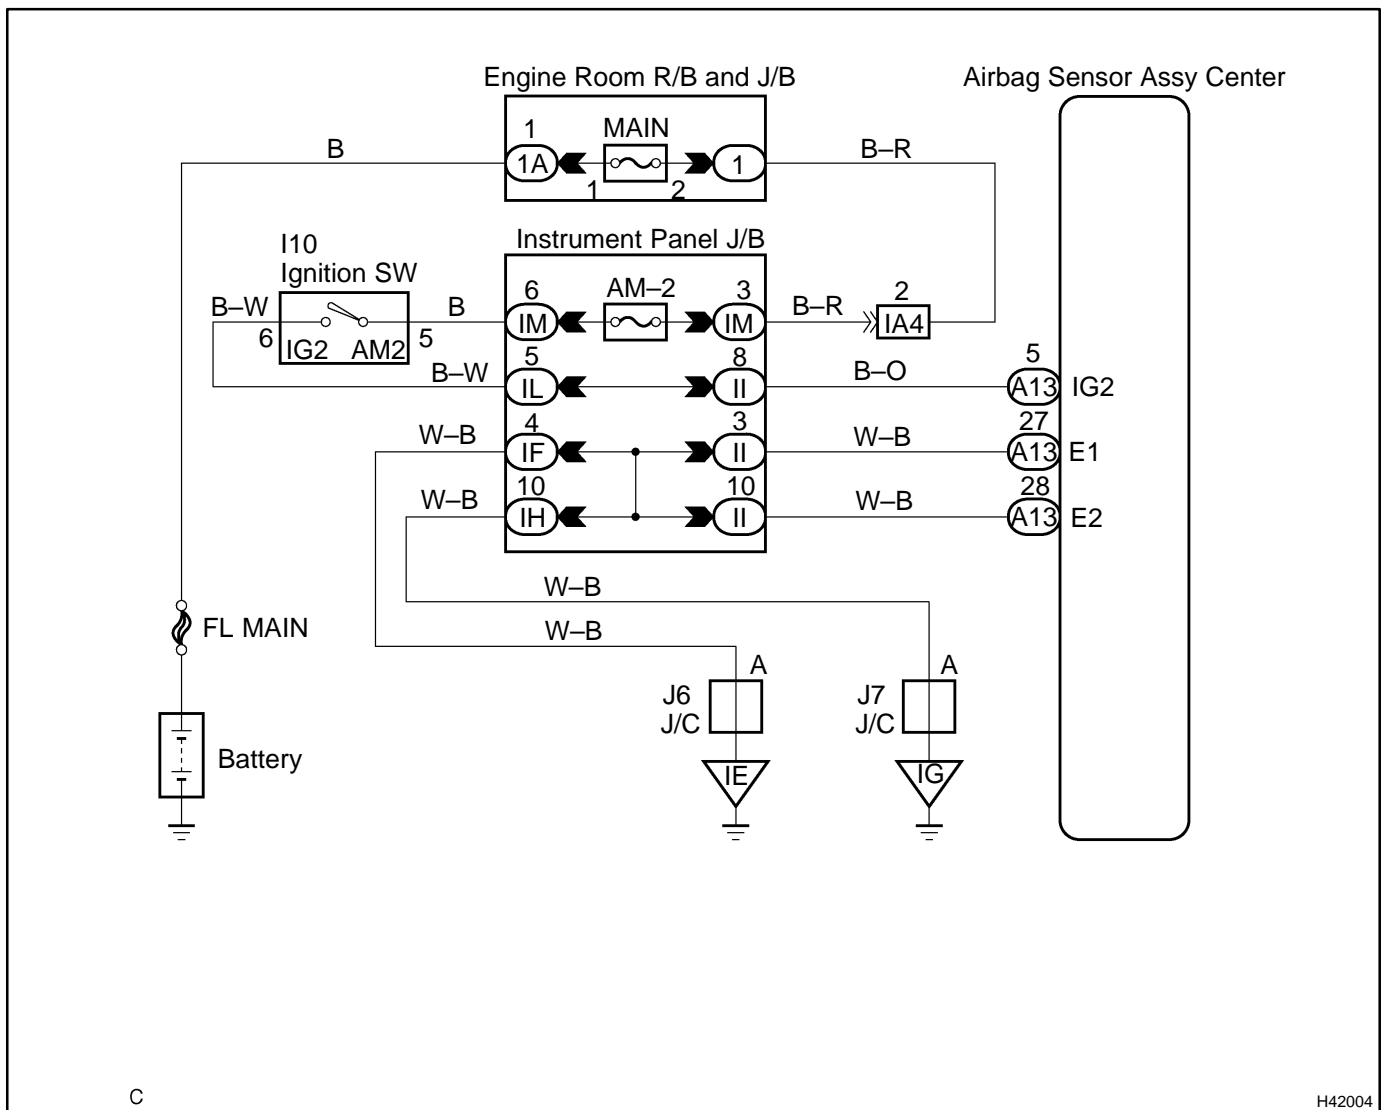 Engine Room R/B and J/B
Airbag Sensor Assy Center
1
MAIN
B
1A
1
B–R
1
2
Instrument Panel J/B
I10
Ignition SW
6
AM–2
3
2
B–W
B
IM
IM
B–R
IA4
6
IG2
AM2
5
5
8
5
B–W
IL
II
B–O
A13
IG2
4
3
27
W–B
IF
II
W–B
A13
E1
10
10
28
W–B
IH
II
W–B
A13
E2
W–B
W–B
FL MAIN
A
A
J6
J/C
J7
J/C
Battery
IE
IG
C
H42004